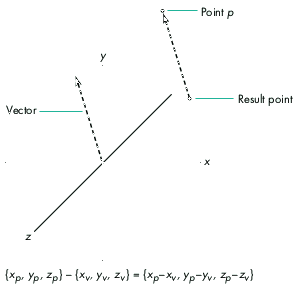 Point p
y
Vector
Result point
x
z
{xp, yp, zp} – {xv, yv, zv} = {xp–xv, yp–yv, zp–zv}